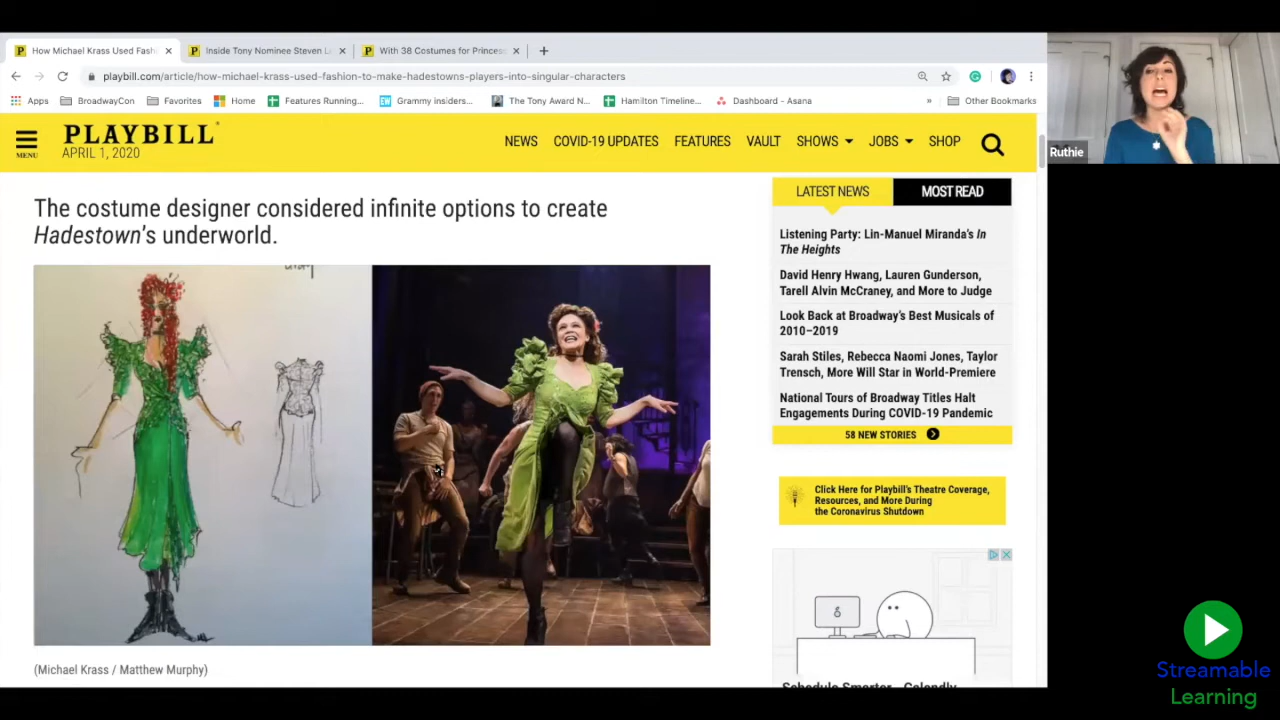 How Michael Krass Used Fashi
Inside Tony Nominee Steven L
With 38 Costumes for Princess
playbill.com/article/how-michael-krass-used-fashion-to-make-hadestowns-players-into-singular-characters
Apps
BroadwayCon
Favorites
Home
Features Running...
Grammy insiders...
The Tony Award N...
Hamilton Timeline...
Dashboard - Asana
»
Other Bookmarks
MENU
PLAYBILL
APRIL 1, 2020
NEWS
COVID-19 UPDATES
FEATURES
VAULT
SHOWS
JOBS
SHOP
Ruthie
The costume designer considered infinite options to create
Hadestown's underworld.
(Michael Krass / Matthew Murphy)
LATEST NEWS
MOST READ
Listening Party: Lin-Manuel Miranda's In
The Heights
David Henry Hwang, Lauren Gunderson,
Tarell Alvin McCraney, and More to Judge
Look Back at Broadway's Best Musicals of
2010–2019
Sarah Stiles, Rebecca Naomi Jones, Taylor
Trensch, More Will Star in World-Premiere
National Tours of Broadway Titles Halt
Engagements During COVID-19 Pandemic
58 NEW STORIES
Click Here for Playbill's Theatre Coverage,
Resources, and More During
the Coronavirus Shutdown
Schedule Smarter - Calendly
Streamable
Learning